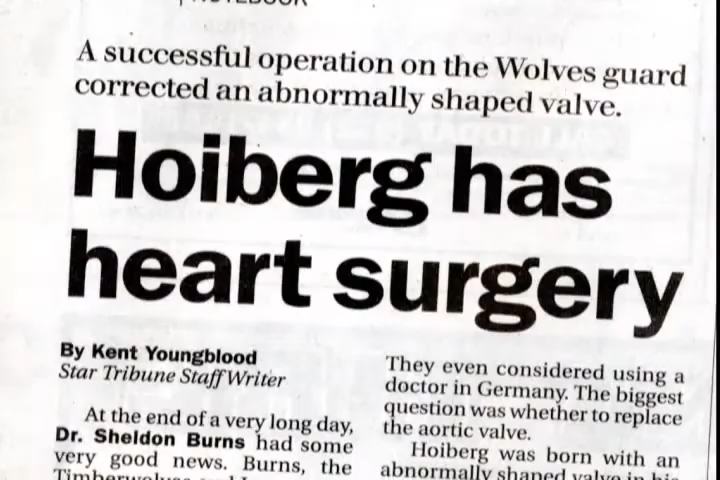 NOTEBOOK
A successful operation on the Wolves guard
corrected an abnormally shaped valve.
Hoiberg has
heart surgery
By Kent Youngblood
Star Tribune Staff Writer
At the end of a very long day,
Dr. Sheldon Burns had some
very good news. Burns, the
They even considered using a
doctor in Germany. The biggest
question was whether to replace
the aortic valve.
Hoiberg was born with an
abnormally shaped valve in his